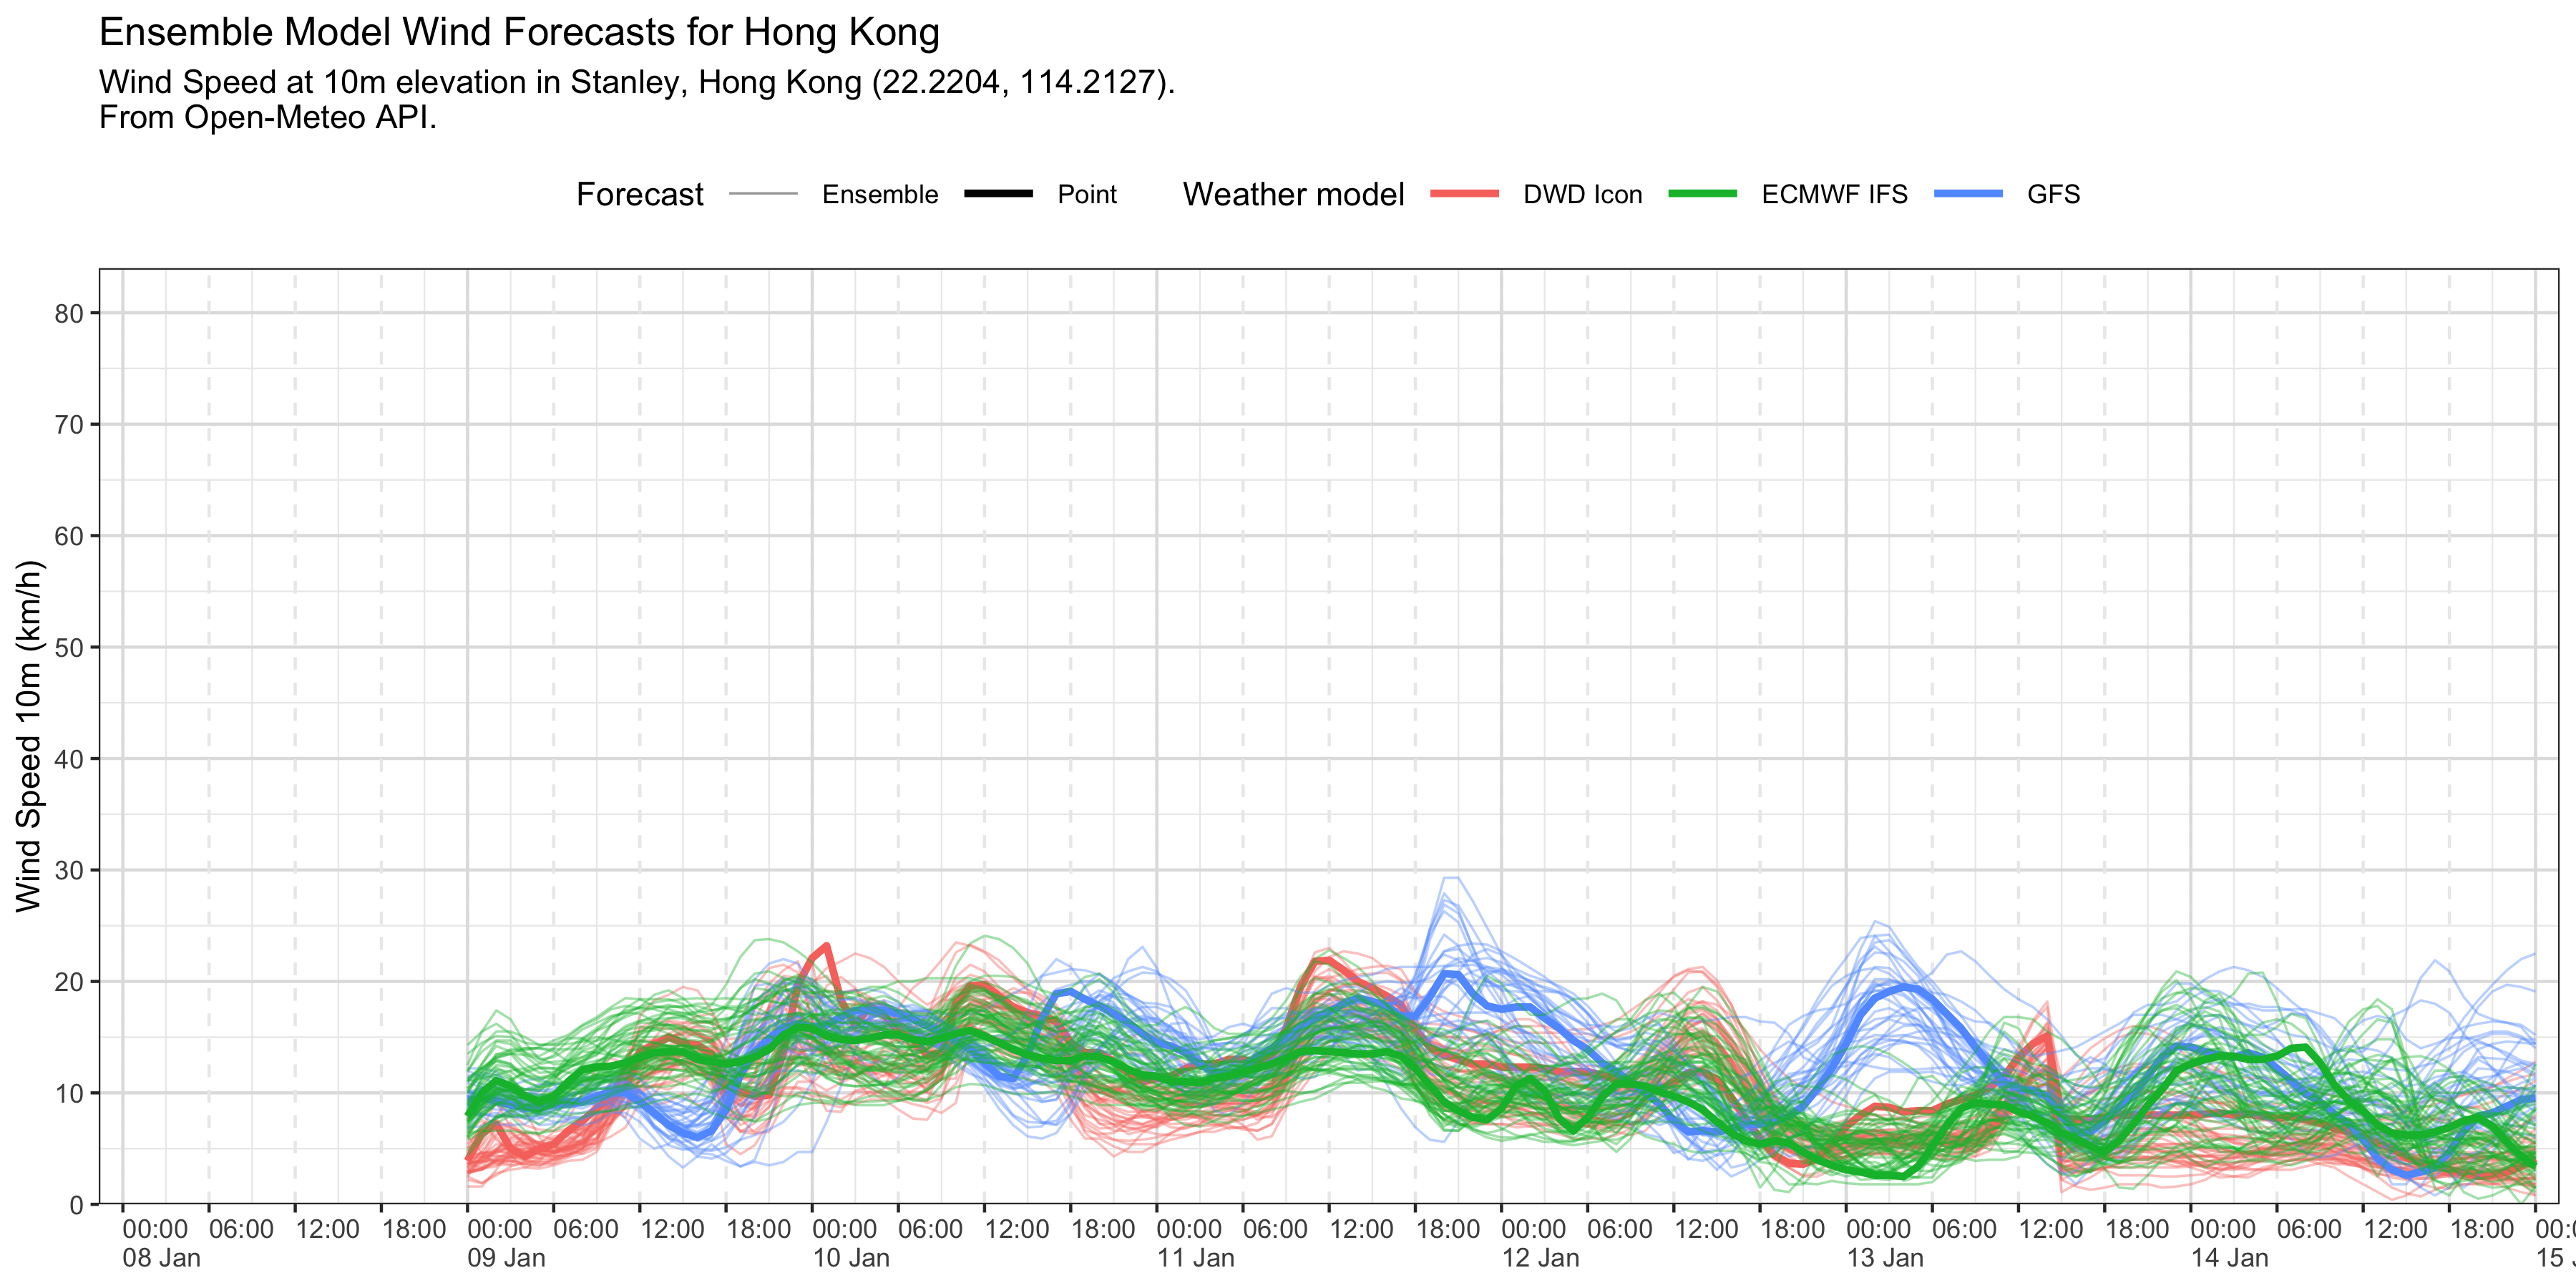 Ensemble Model Wind Forecasts for Hong Kong
Wind Speed at 10m elevation in Stanley, Hong Kong (22.2204, 114.2127).
From Open-Meteo API.
Forecast Ensemble Point Weather model DWD Icon ECMWF IFS GFS
Wind Speed 10m (km/h)
80
70
60
50
40
30
20
10
0
00:00 06:00 12:00 18:00 00:00 06:00 12:00 18:00 00:00 06:00 12:00 18:00 00:00 06:00 12:00 18:00 00:00 06:00 12:00 18:00 00:00 06:00 12:00 18:00 00:00 06:00 12:00 18:00
08 Jan 09 Jan 10 Jan 11 Jan 12 Jan 13 Jan 14 Jan 15